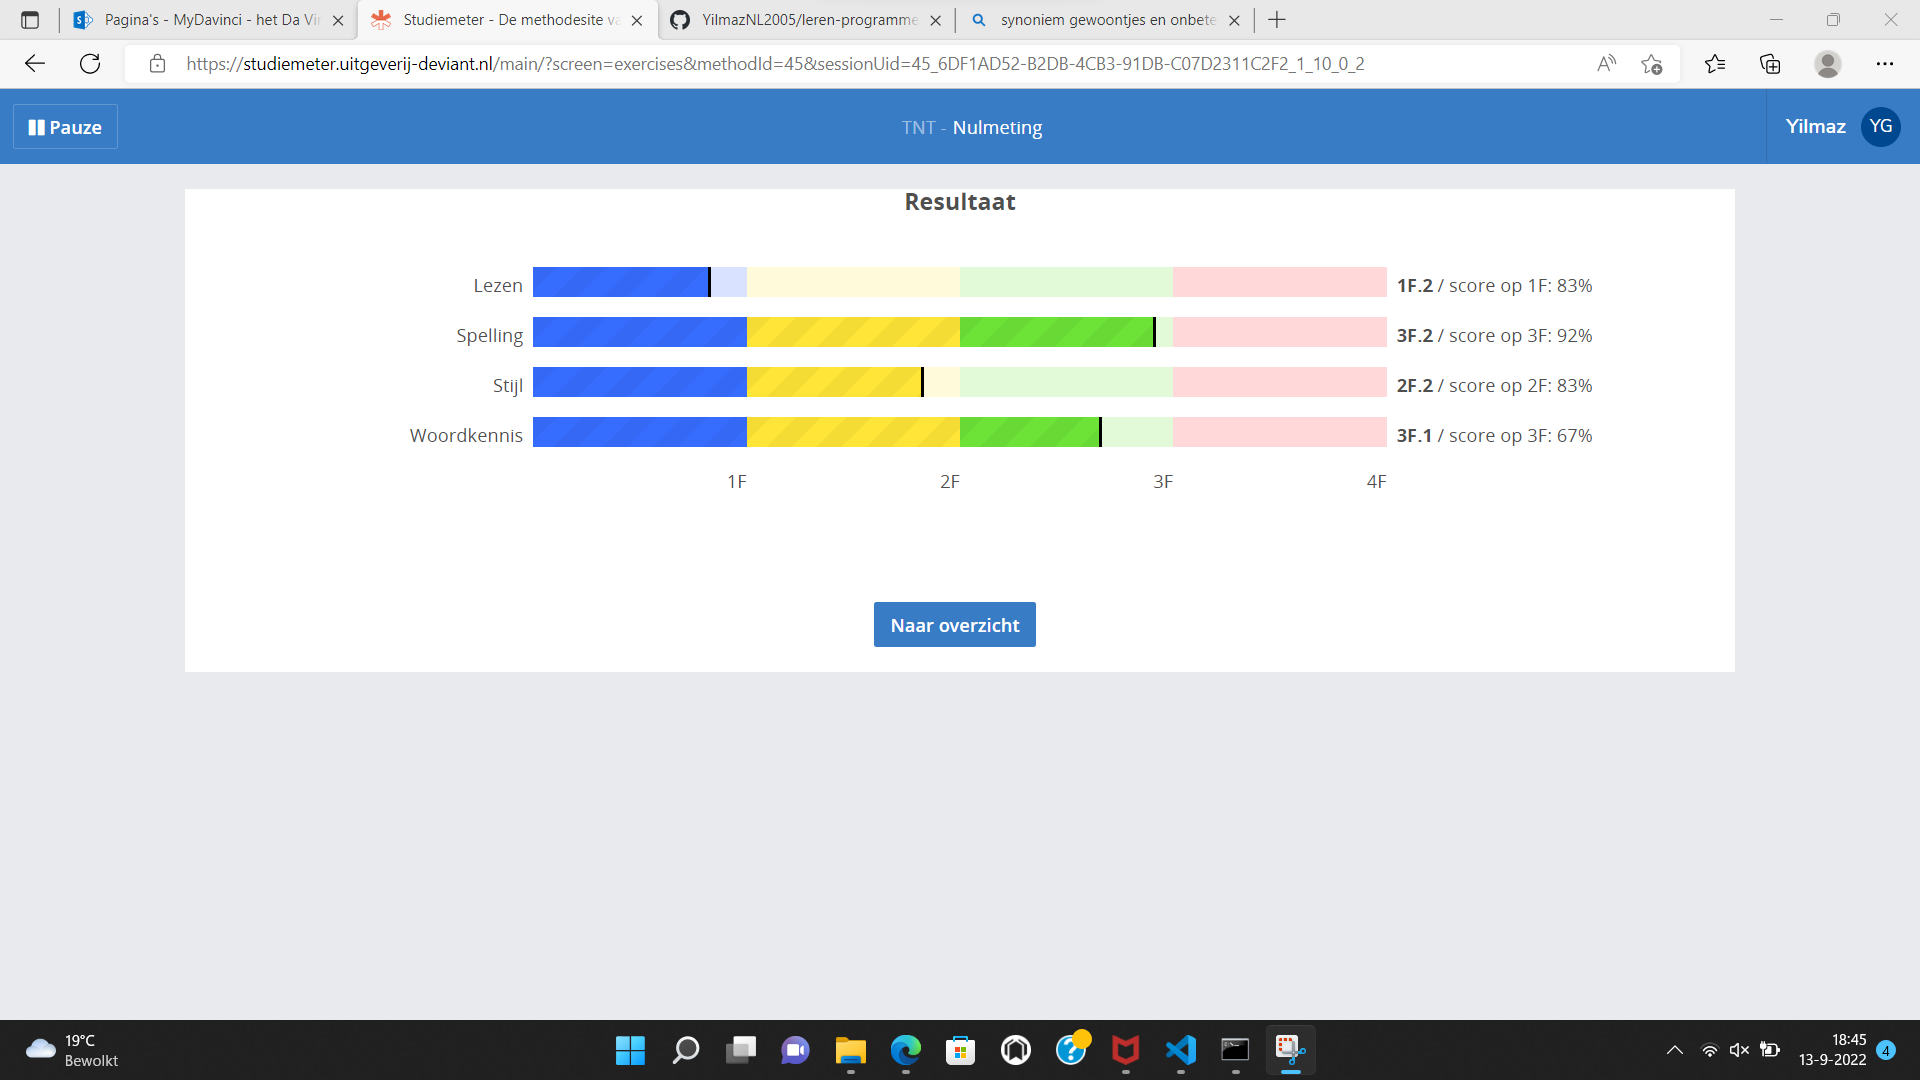 Pagina's - MyDavinci - het Da Vi
Studiemeter - De methodesite va
YilmazNL2005/leren-programme
synoniem gewoontjes en onbete
https://studiemeter.uitgeverij-deviant.nl/main/?screen=exercises&methodId=45&sessionUid=45_6DF1AD52-B2DB-4CB3-91DB-C07D2311C2F2_1_10_0_2
Pauze
TNT - Nulmeting
Yilmaz YG
Resultaat
Lezen 1F.2 / score op 1F: 83%
Spelling 3F.2 / score op 3F: 92%
Stijl 2F.2 / score op 2F: 83%
Woordkennis 3F.1 / score op 3F: 67%
1F 2F 3F 4F
Naar overzicht
19°C
Bewolkt
18:45
13-9-2022 4